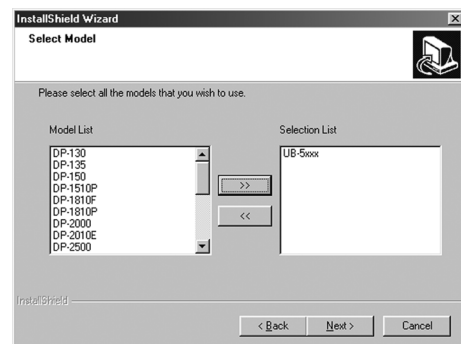 InstallShield Wizard
Select Model
Please select all the models that you wish to use.
Model List
DP-130
DP-135
DP-150
DP-1510P
DP-1810F
DP-1810P
DP-2000
DP-2010E
DP-2500
>>
<<
Selection List
UB-5xxx
InstallShield
< Back
Next >
Cancel